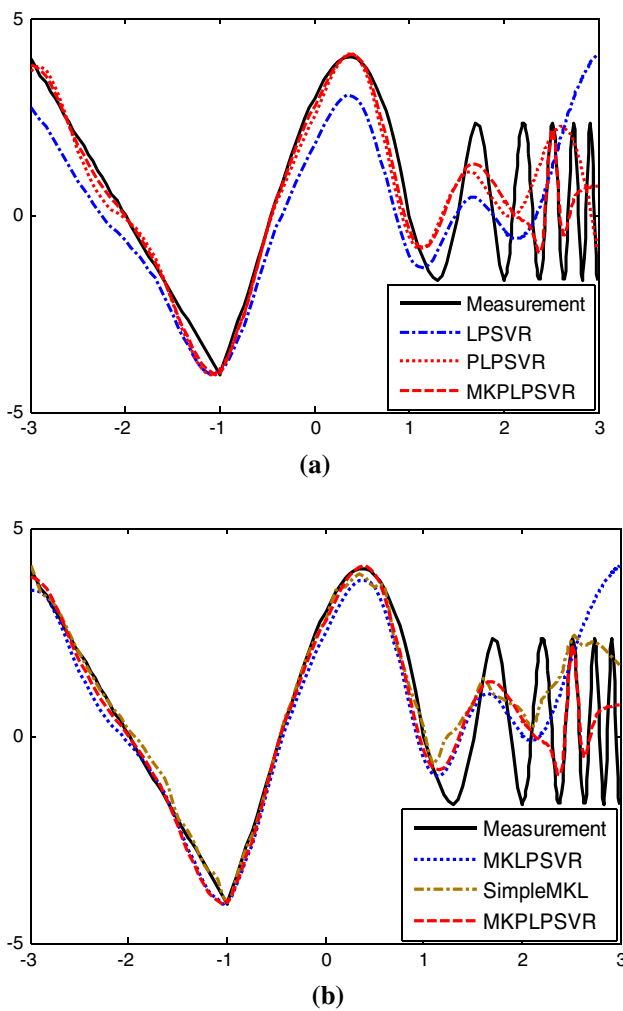 5
0
-5
-3
-2
-1
0
1
2
3
Measurement
LPSVR
PLPSVR
MKPLPSVR
(a)
5
0
-5
-3
-2
-1
0
1
2
3
Measurement
MKLPSVR
SimpleMKL
MKPLPSVR
(b)